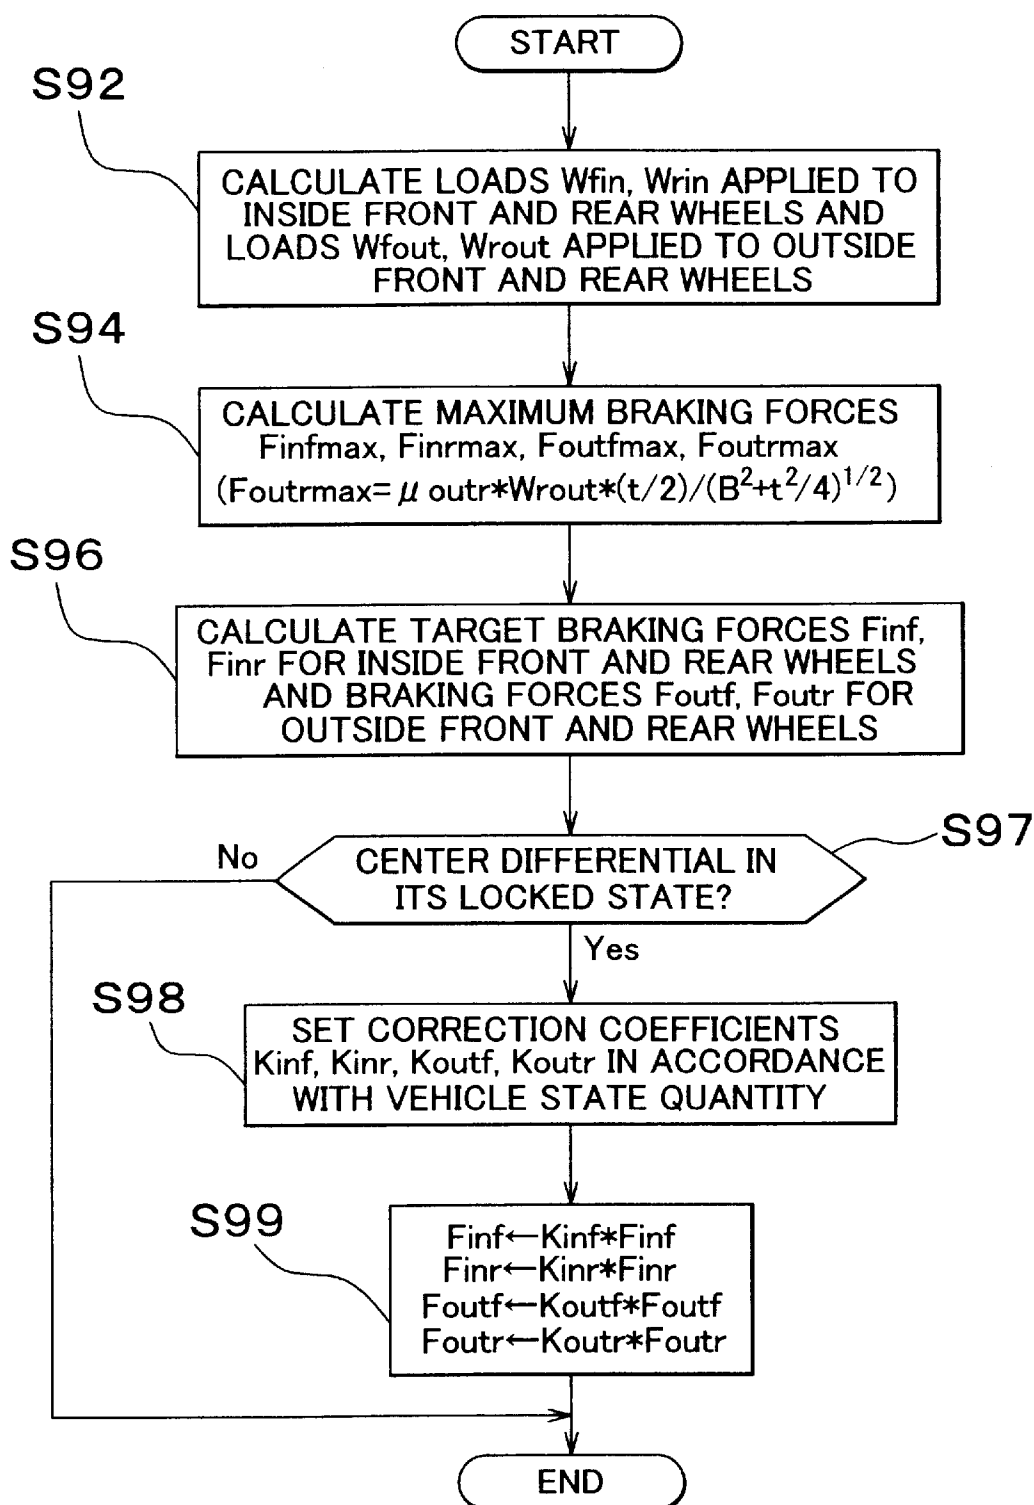 START
S92
CALCULATE LOADS Wfin, Wrin APPLIED TO
INSIDE FRONT AND REAR WHEELS AND
LOADS Wfout, Wrout APPLIED TO OUTSIDE
FRONT AND REAR WHEELS
S94
CALCULATE MAXIMUM BRAKING FORCES
Finfmax, Finrmax, Foutfmax, Foutrmax
(Foutrmax=μ outr*Wrout*(t/2)/(B²+t²/4)^1/2)
S96
CALCULATE TARGET BRAKING FORCES Finf,
Finr FOR INSIDE FRONT AND REAR WHEELS
AND BRAKING FORCES Foutf, Foutr FOR
OUTSIDE FRONT AND REAR WHEELS
S97
No
CENTER DIFFERENTIAL IN
ITS LOCKED STATE?
Yes
S98
SET CORRECTION COEFFICIENTS
Kinf, Kinr, Koutf, Koutr IN ACCORDANCE
WITH VEHICLE STATE QUANTITY
S99
Finf←Kinf*Finf
Finr←Kinr*Finr
Foutf←Koutf*Foutf
Foutr←Koutr*Foutr
END